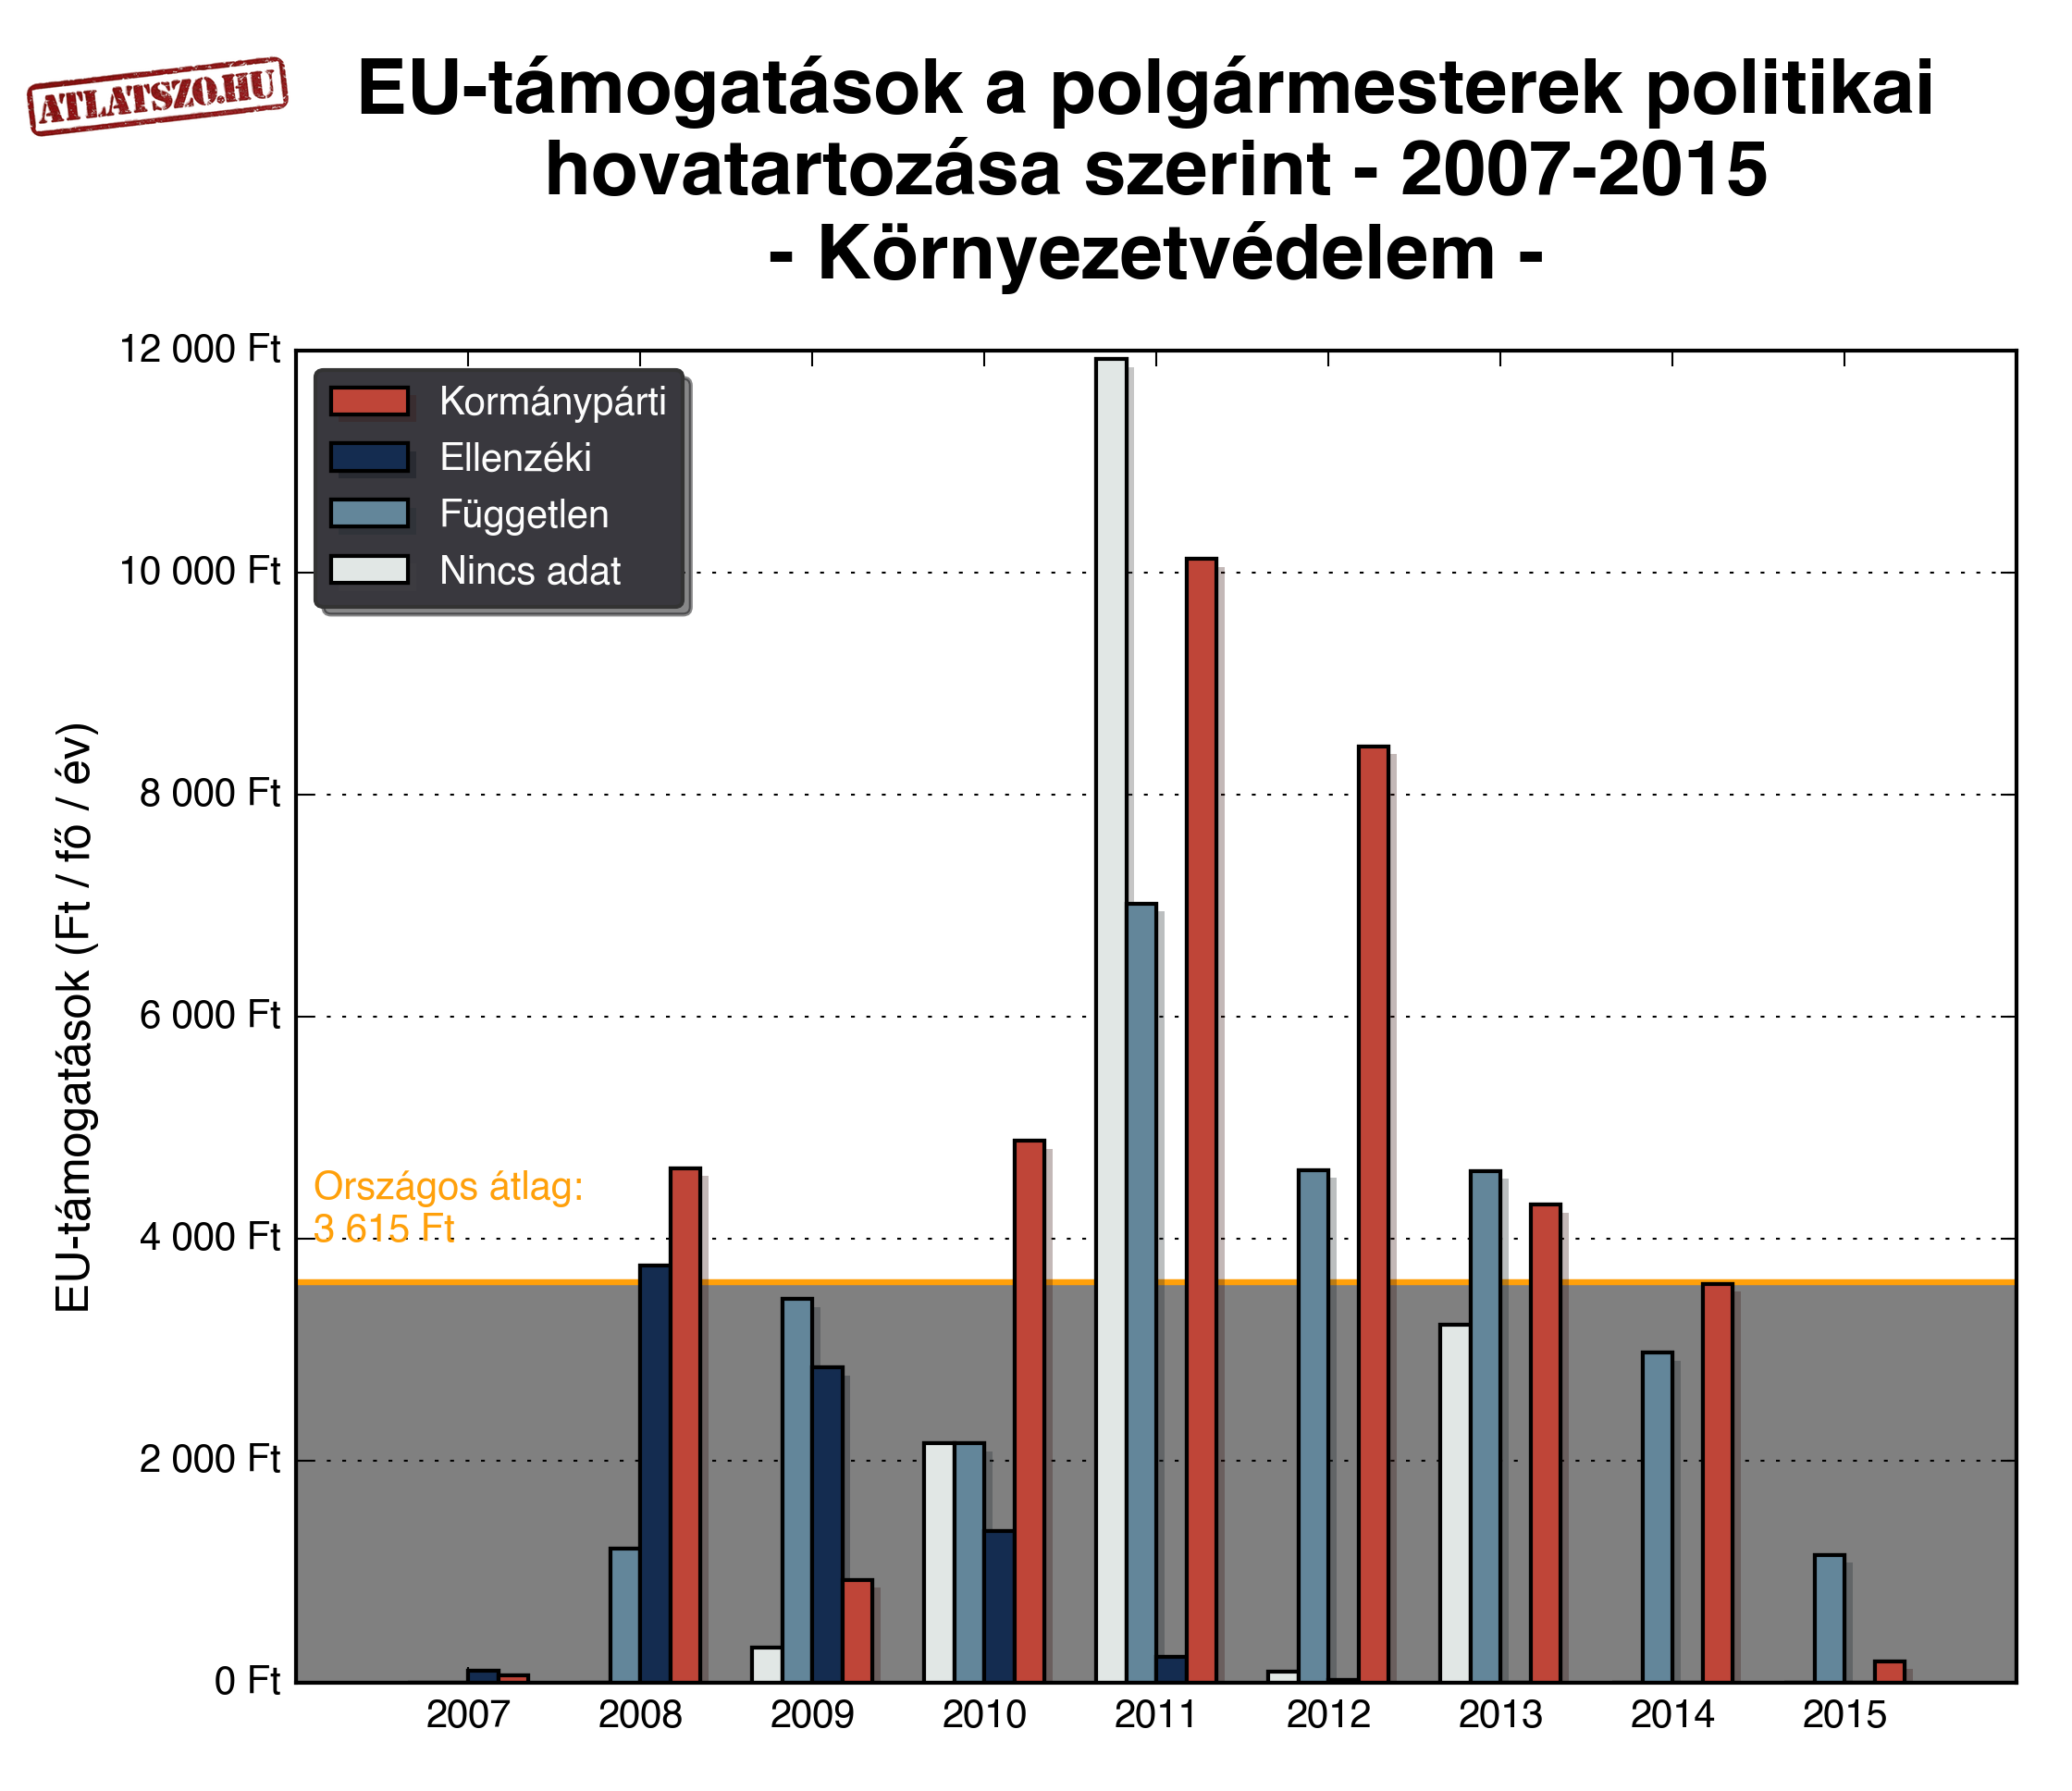 ATLATSZO.HU
EU-támogatások a polgármesterek politikai
hovatartozása szerint - 2007-2015
- Környezetvédelem -
12 000 Ft
10 000 Ft
8 000 Ft
6 000 Ft
4 000 Ft
2 000 Ft
0 Ft
EU-támogatások (Ft / fő / év)
Kormánypárti
Ellenzéki
Független
Nincs adat
Országos átlag:
3 615 Ft
2007 2008 2009 2010 2011 2012 2013 2014 2015